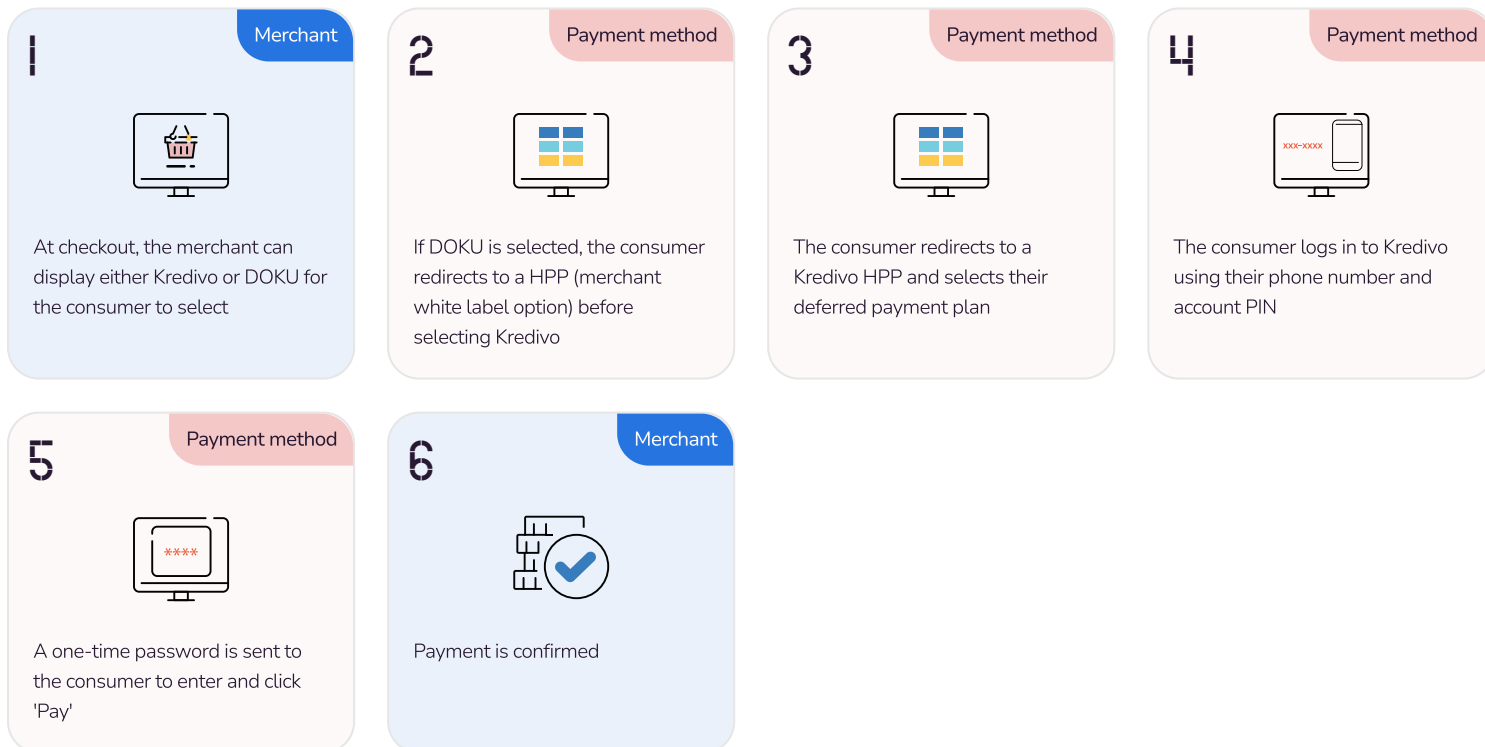 Merchant
1
At checkout, the merchant can
display either Kredivo or DOKU for
the consumer to select
Payment method
2
If DOKU is selected, the consumer
redirects to a HPP (merchant
white label option) before
selecting Kredivo
Payment method
3
The consumer redirects to a
Kredivo HPP and selects their
deferred payment plan
Payment method
4
xxx-xxxx
The consumer logs in to Kredivo
using their phone number and
account PIN
Payment method
5
****
A one-time password is sent to
the consumer to enter and click
'Pay'
Merchant
6
Payment is confirmed